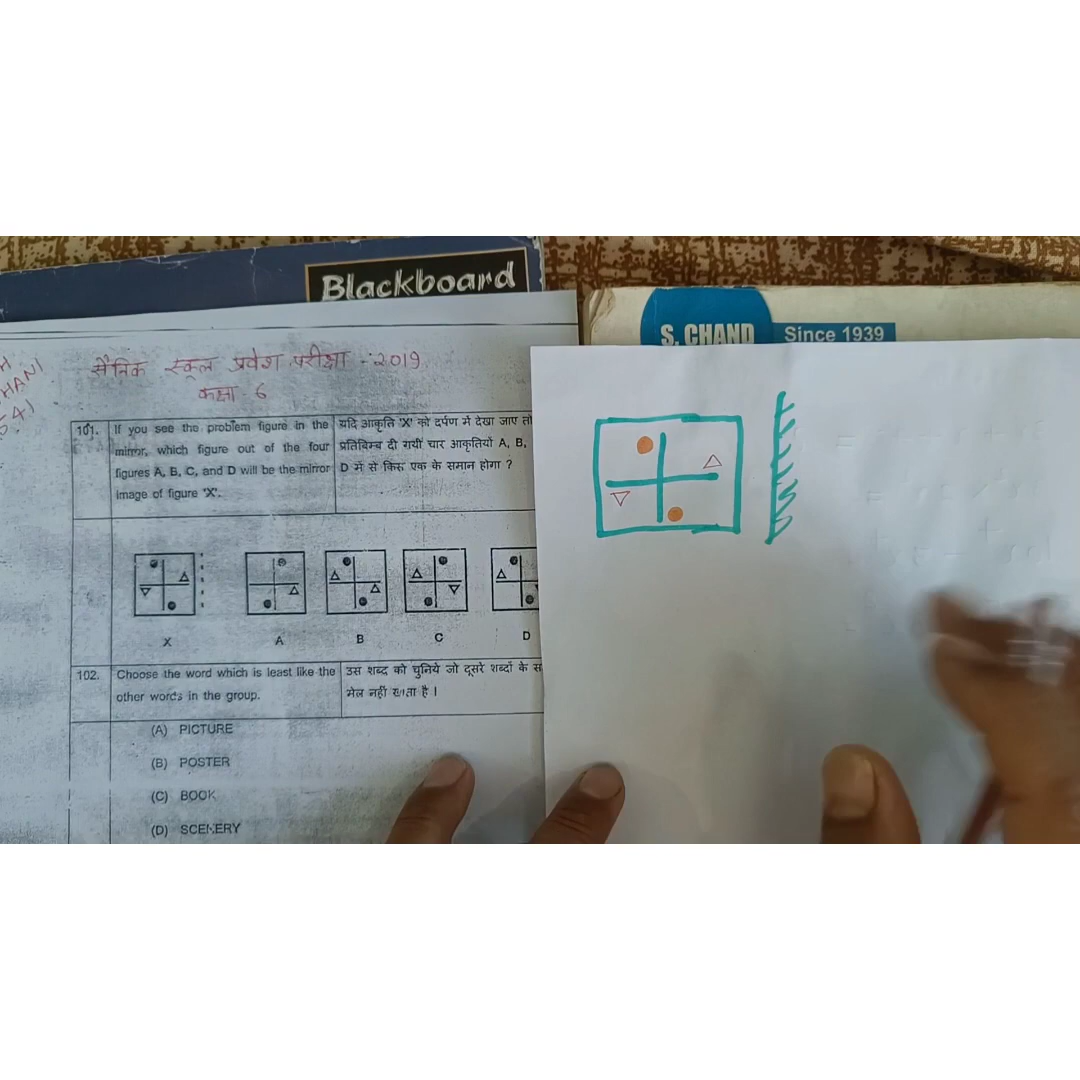 Blackboard
S. CHAND
Since 1939
HANI
541
सैनिक स्कूल प्रवेश परीक्षा - 2019
कक्षा - 6
101.
If you see the problem figure in the
mirror, which figure out of the four
figures A, B, C, and D will be the mirror
image of figure 'X'.
यदि आकृति 'X' को दर्पण में देखा जाए तो
प्रतिबिम्ब दी गयीं चार आकृतियों A, B,
D में से किस एक के समान होगा ?
X A B C D
102.
Choose the word which is least like the
other words in the group.
उस शब्द को चुनिये जो दूसरे शब्दों के स
मेल नहीं खाता है।
(A) PICTURE
(B) POSTER
(C) BOOK
(D) SCENERY